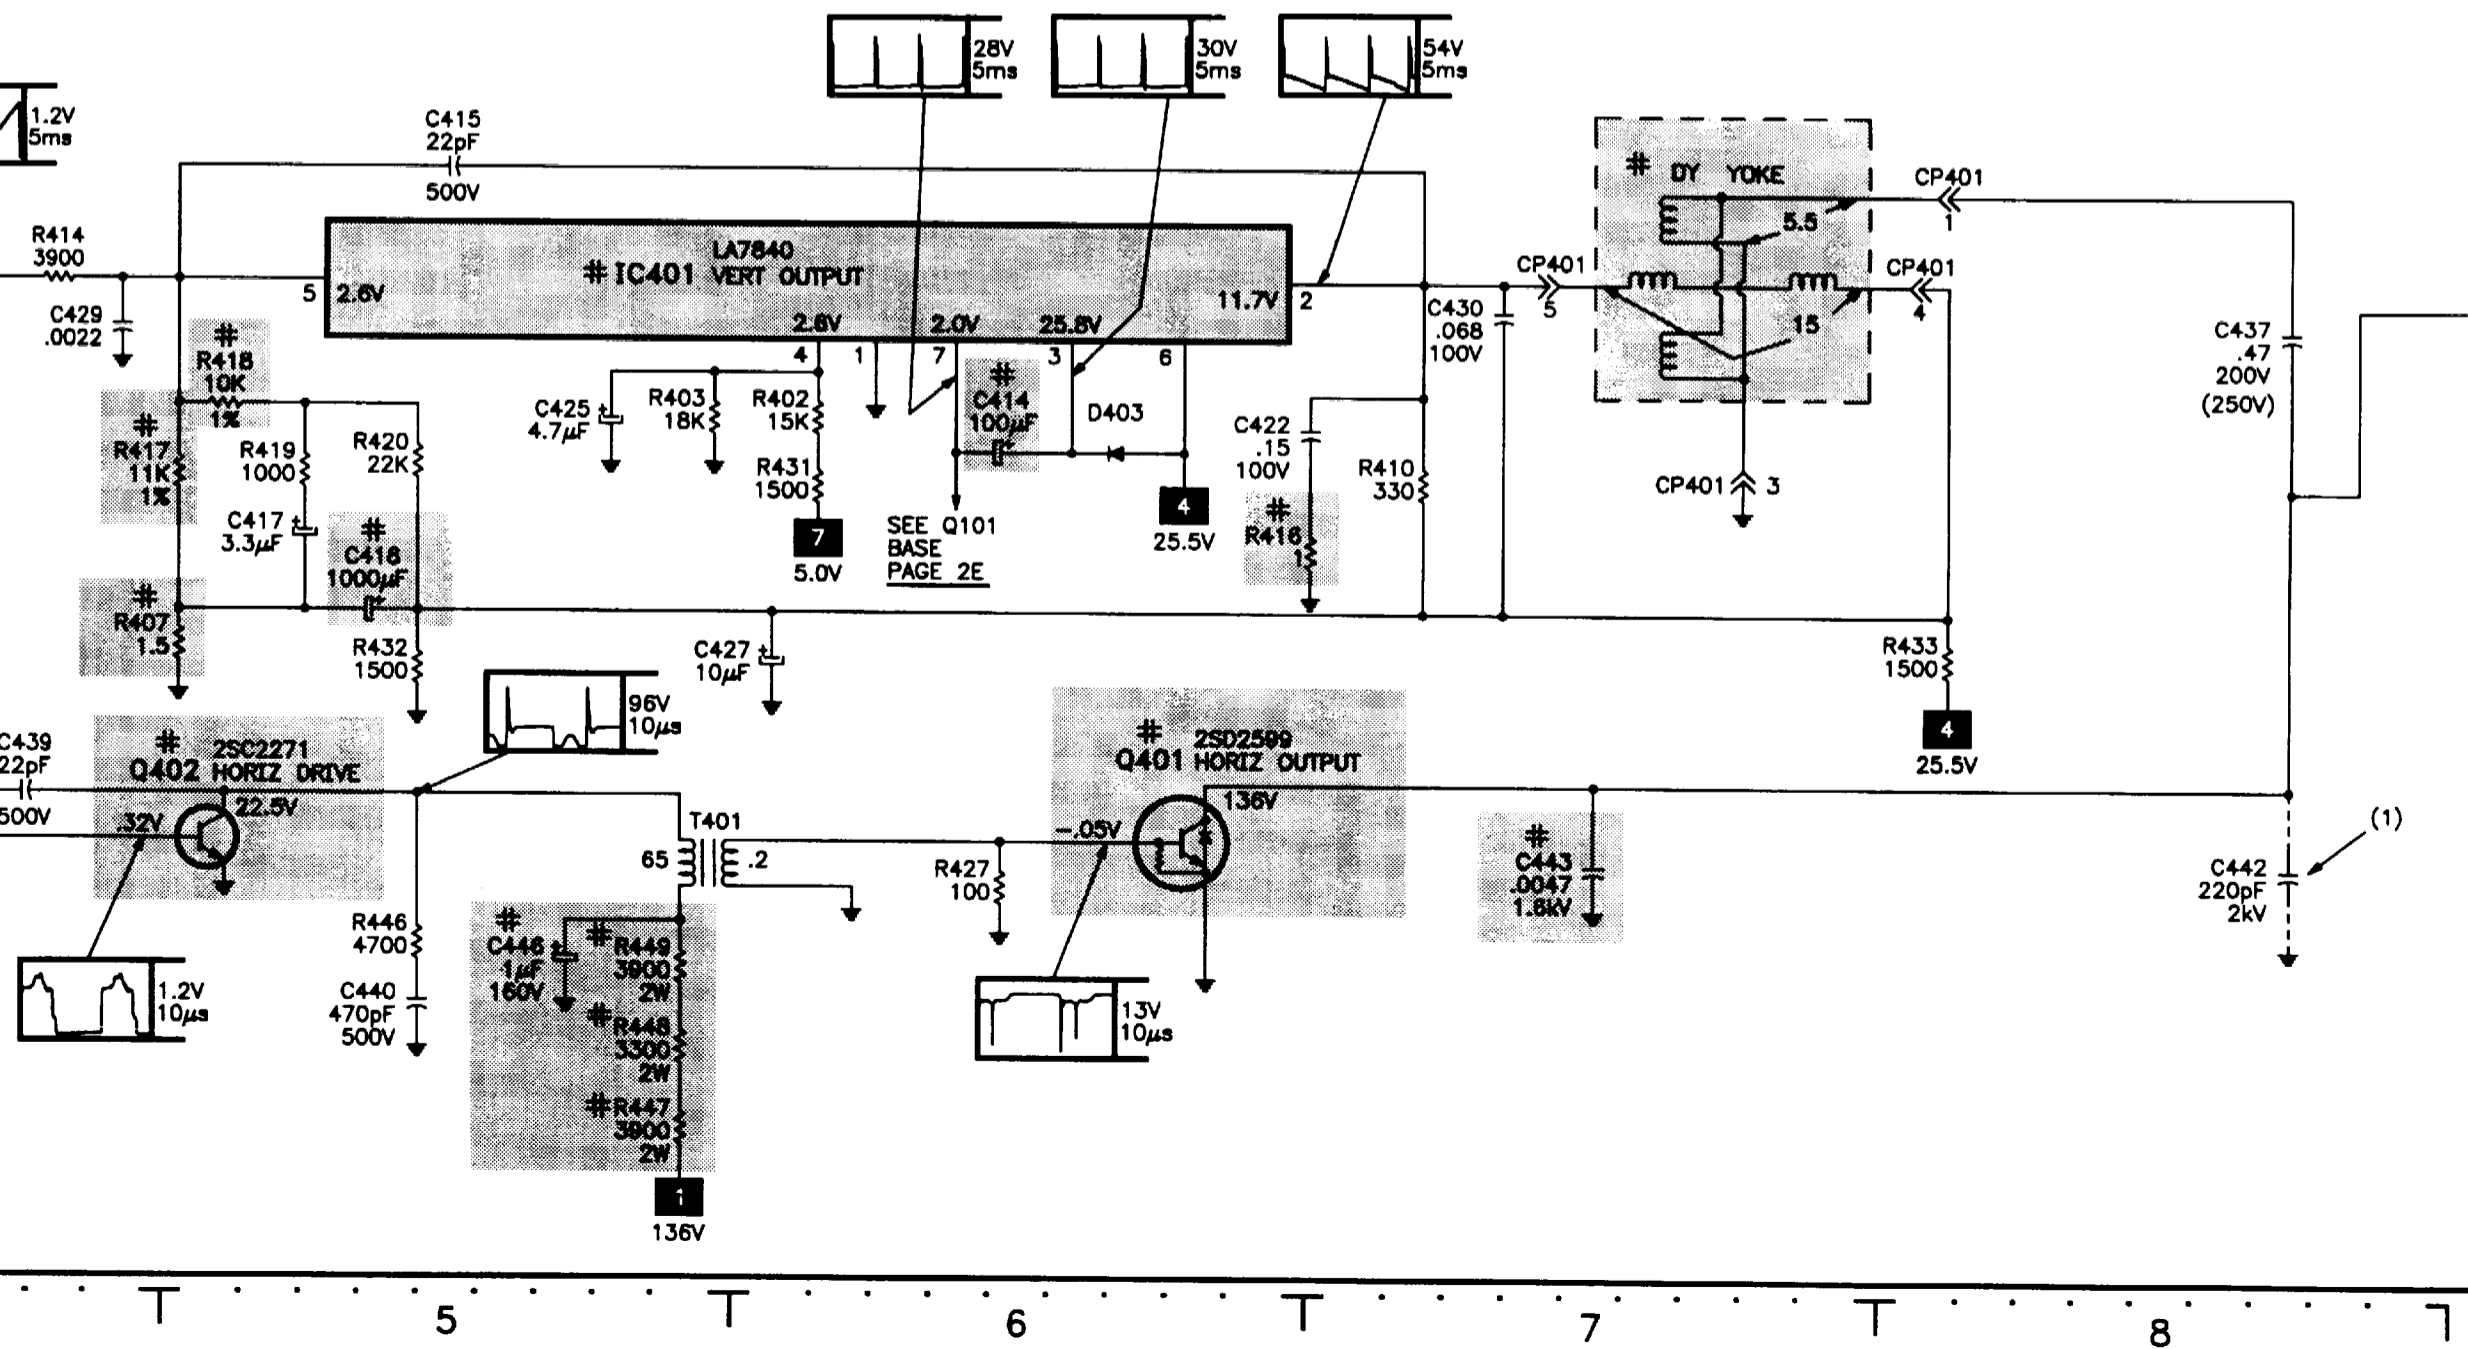 28V
5ms
30V
5ms
54V
5ms
1.2V
5ms
C415
22pF
500V
# DY YOKE
5.5
15
CP401
1
R414
3900
LA7840
# IC401 VERT OUTPUT
5
2.6V
11.7V
2
2.6V
2.0V
25.8V
4
1
7
3
6
CP401
5
CP401
4
C429
.0022
#
R418
10K
1%
C430
.068
100V
C437
.47
200V
(250V)
#
R417
11K
1%
R419
1000
R420
22K
C425
4.7µF
R403
18K
R402
15K
#
C414
100µF
D403
C422
.15
100V
R410
330
R431
1500
CP401
3
C417
3.3µF
#
C416
1000µF
7
5.0V
SEE Q101
BASE
PAGE 2E
4
25.5V
#
R416
1
#
R407
1.5
R432
1500
C427
10µF
R433
1500
4
25.5V
96V
10µs
C439
22pF
500V
#
2SC2271
Q402 HORIZ DRIVE
22.5V
.32V
#
2SD2599
Q401 HORIZ OUTPUT
136V
-.05V
T401
65
.2
R427
100
#
C443
.0047
1.6kV
(1)
C442
220pF
2kV
R446
4700
C440
470pF
500V
#
C446
1µF
160V
#
R449
3900
2W
#
R448
3300
2W
#
R447
3900
2W
1
136V
1.2V
10µs
13V
10µs
5
6
7
8